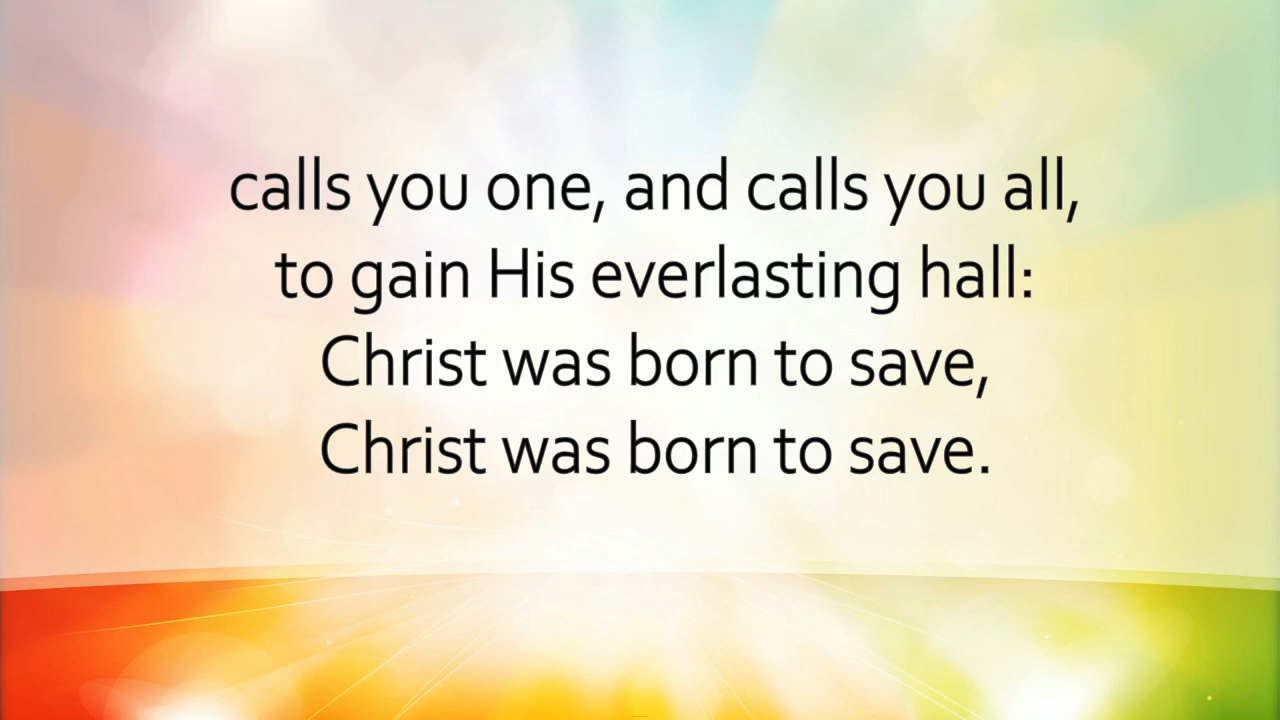 calls you one, and calls you all,
to gain His everlasting hall:
Christ was born to save,
Christ was born to save.